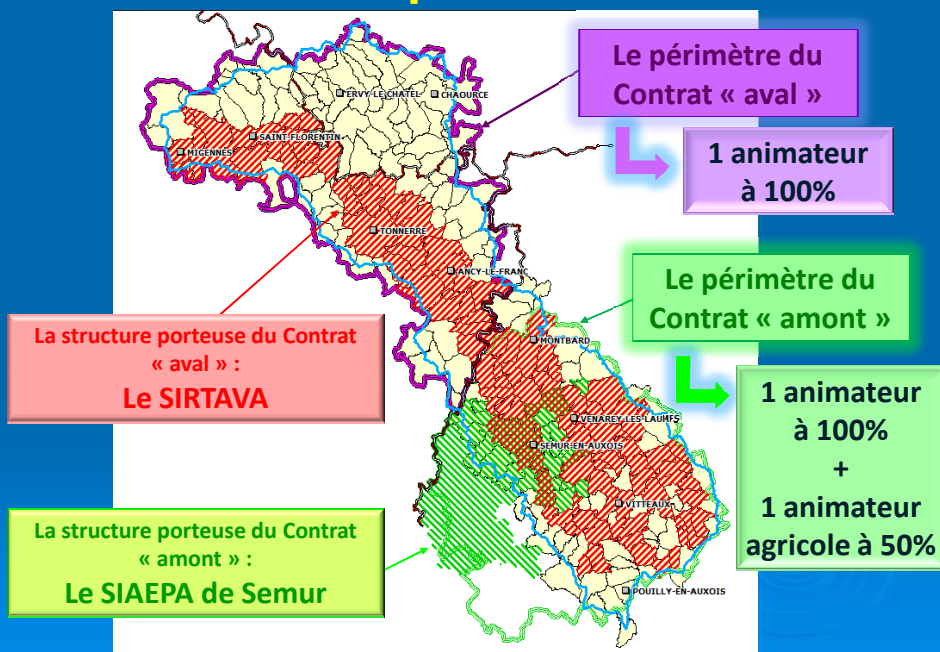 Le périmètre du
Contrat « aval »
1 animateur
à 100%
ERVY-LE-CHATEL
CHAOURCE
SAINT-FLORENTIN
MIGENNES
TONNERRE
ANCY-LE-FRANC
Le périmètre du
Contrat « amont »
La structure porteuse du Contrat
« aval » :
Le SIRTAVA
MONTBARD
1 animateur
à 100%
+
1 animateur
agricole à 50%
VENAREY-LES-LAUMES
SEMUR-EN-AUXOIS
VITTEAUX
La structure porteuse du Contrat
« amont » :
Le SIAEPA de Semur
POUILLY-EN-AUXOIS